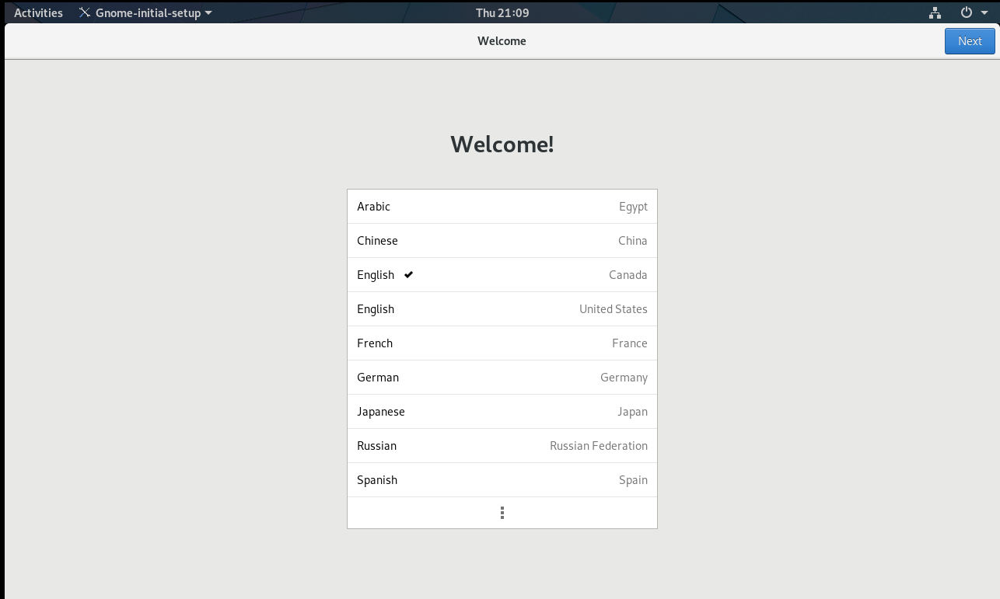 Activities Gnome-initial-setup Thu 21:09
Welcome Next
Welcome!
Arabic Egypt
Chinese China
English Canada
English United States
French France
German Germany
Japanese Japan
Russian Russian Federation
Spanish Spain